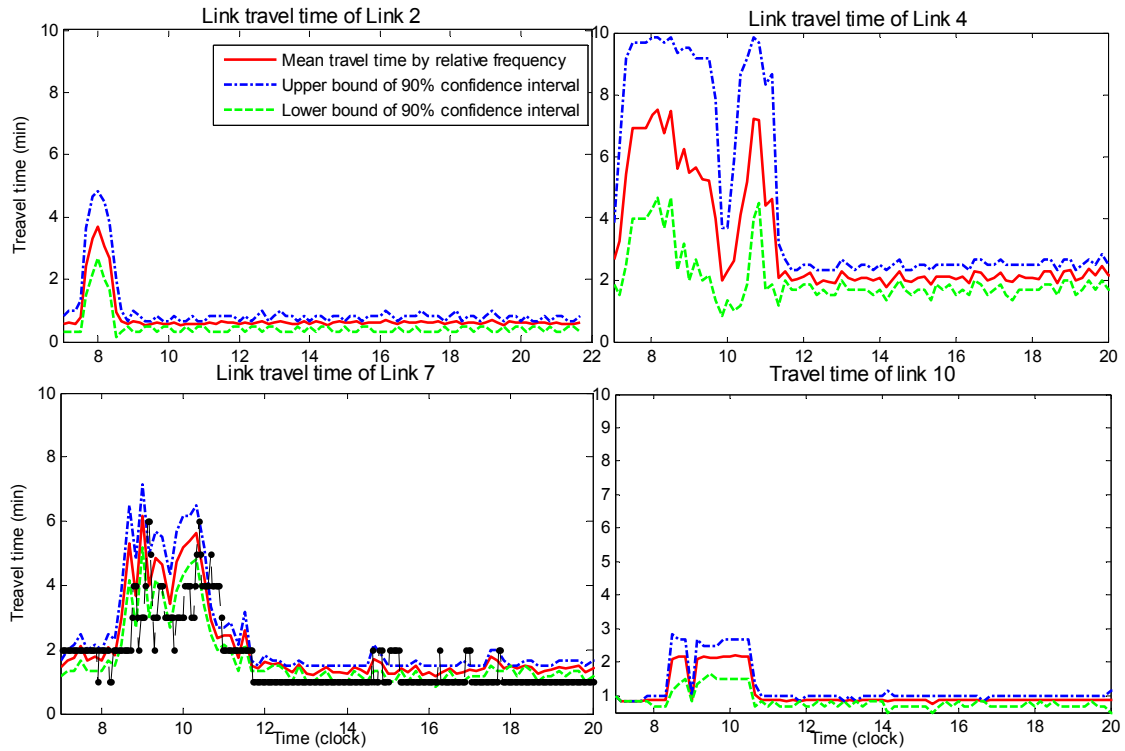 Link travel time of Link 2
10
8
6
4
2
0
Treavel time (min)
Mean travel time by relative frequency
Upper bound of 90% confidence interval
Lower bound of 90% confidence interval
8 10 12 14 16 18 20 22
Link travel time of Link 4
10
8
6
4
2
0
8 10 12 14 16 18 20
Link travel time of Link 7
10
8
6
4
2
0
Treavel time (min)
8 10 12 14 16 18 20
Time (clock)
Travel time of link 10
10
9
8
7
6
5
4
3
2
1
8 10 12 14 16 18 20
Time (clock)